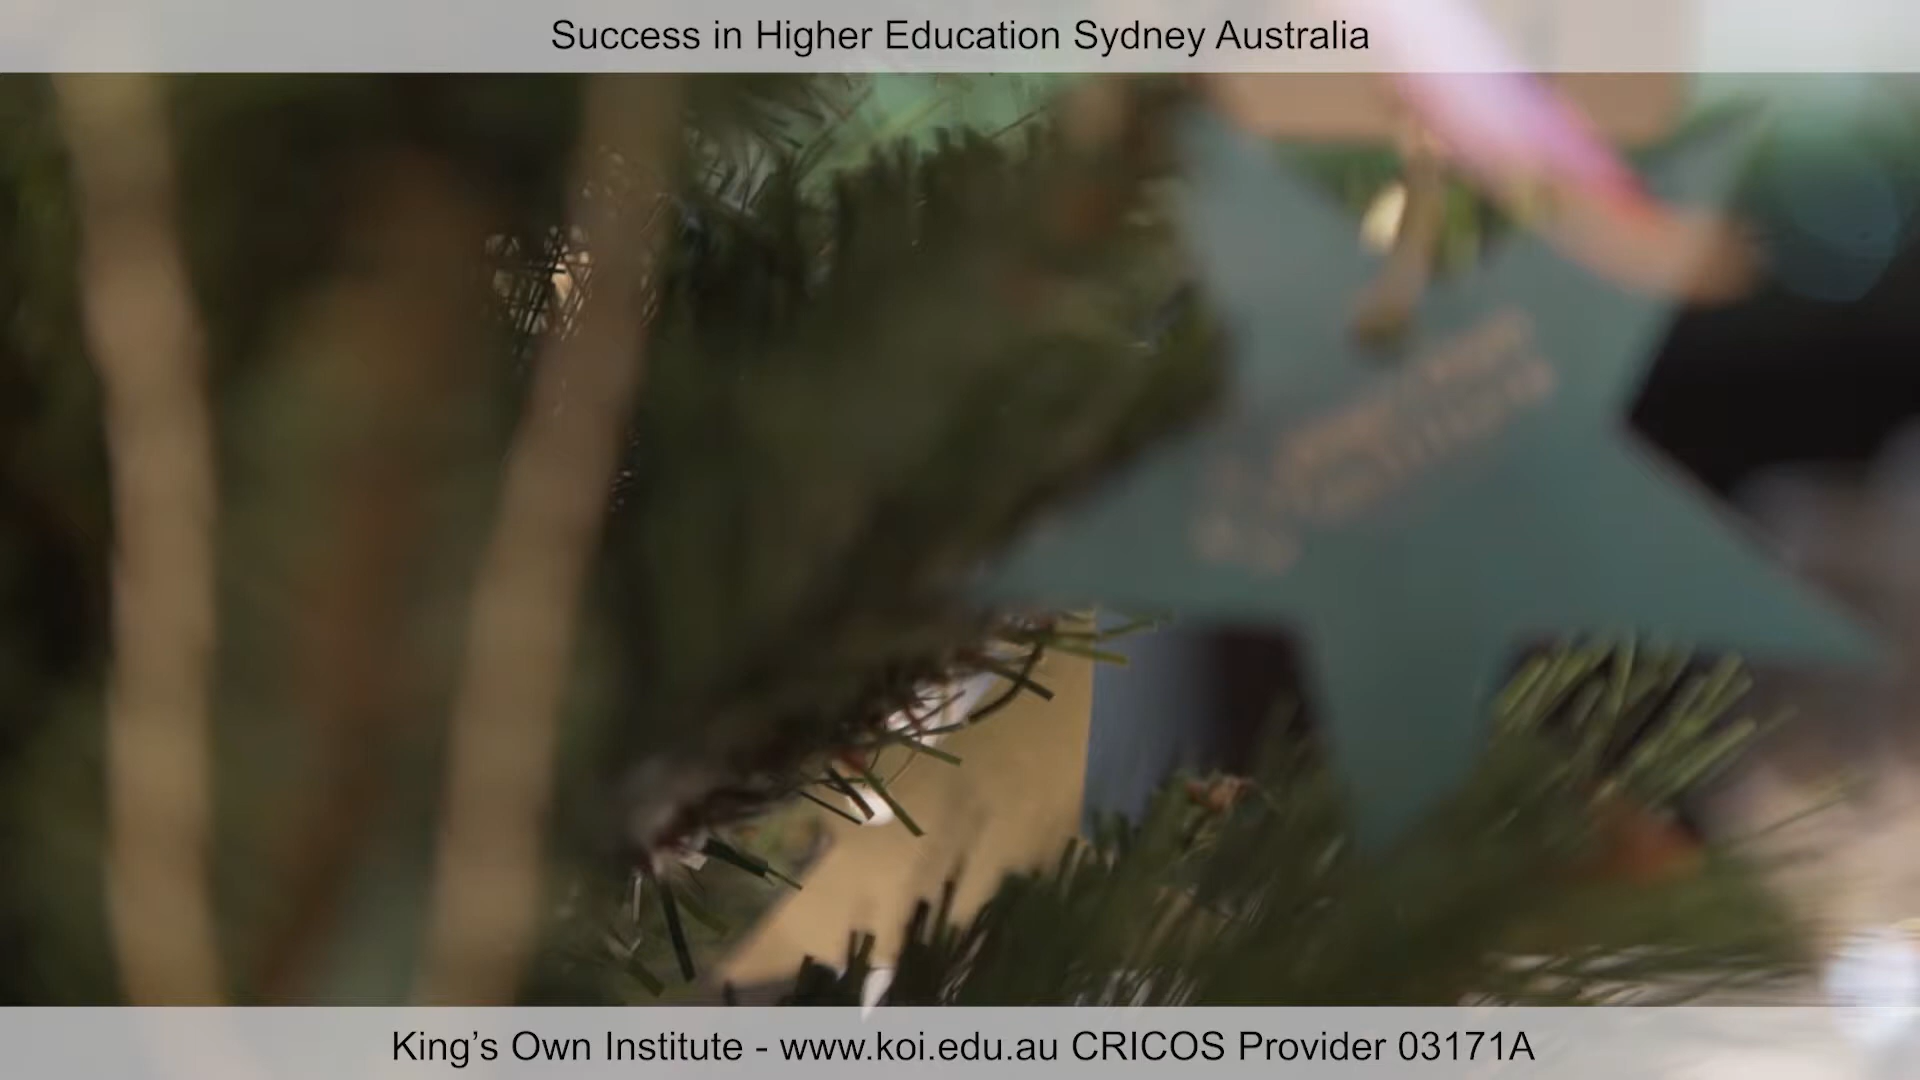 Success in Higher Education Sydney Australia
King’s Own Institute - www.koi.edu.au CRICOS Provider 03171A